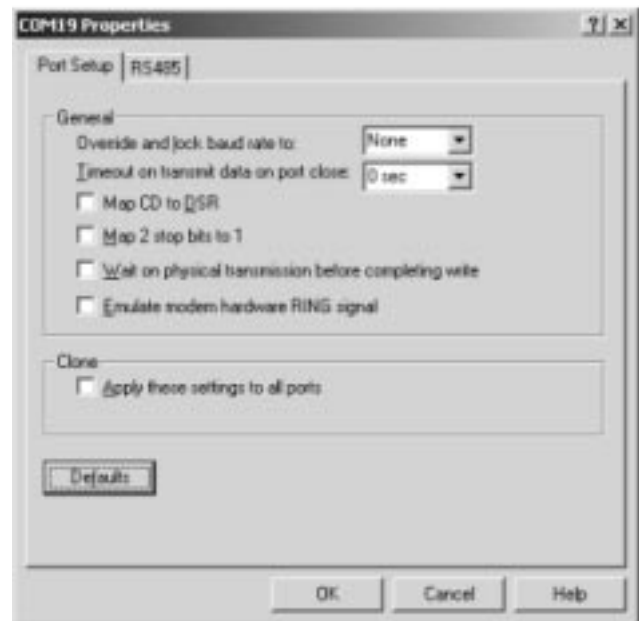 COM19 Properties
Port Setup RS485
General
Override and lock baud rate to: None
Timeout on transmit data on port close: 0 sec
Map CD to DSR
Map 2 stop bits to 1
Wait on physical transmission before completing write
Emulate modem hardware RING signal
Clone
Apply these settings to all ports
Defaults
OK Cancel Help